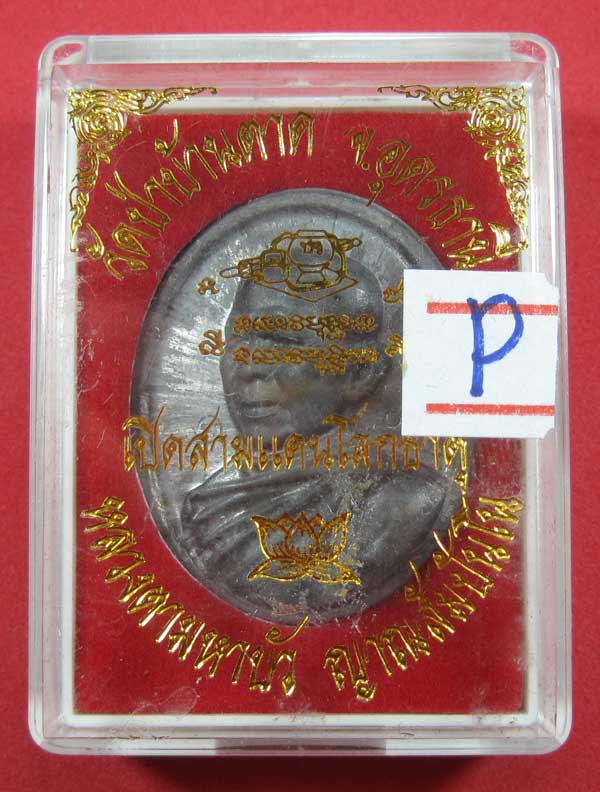 วัดป่าบ้านตาด จ.อุดรธานี
P
เปิดสามแดนโลกธาตุ
หลวงตามหาบัว ญาณสัมปันโน